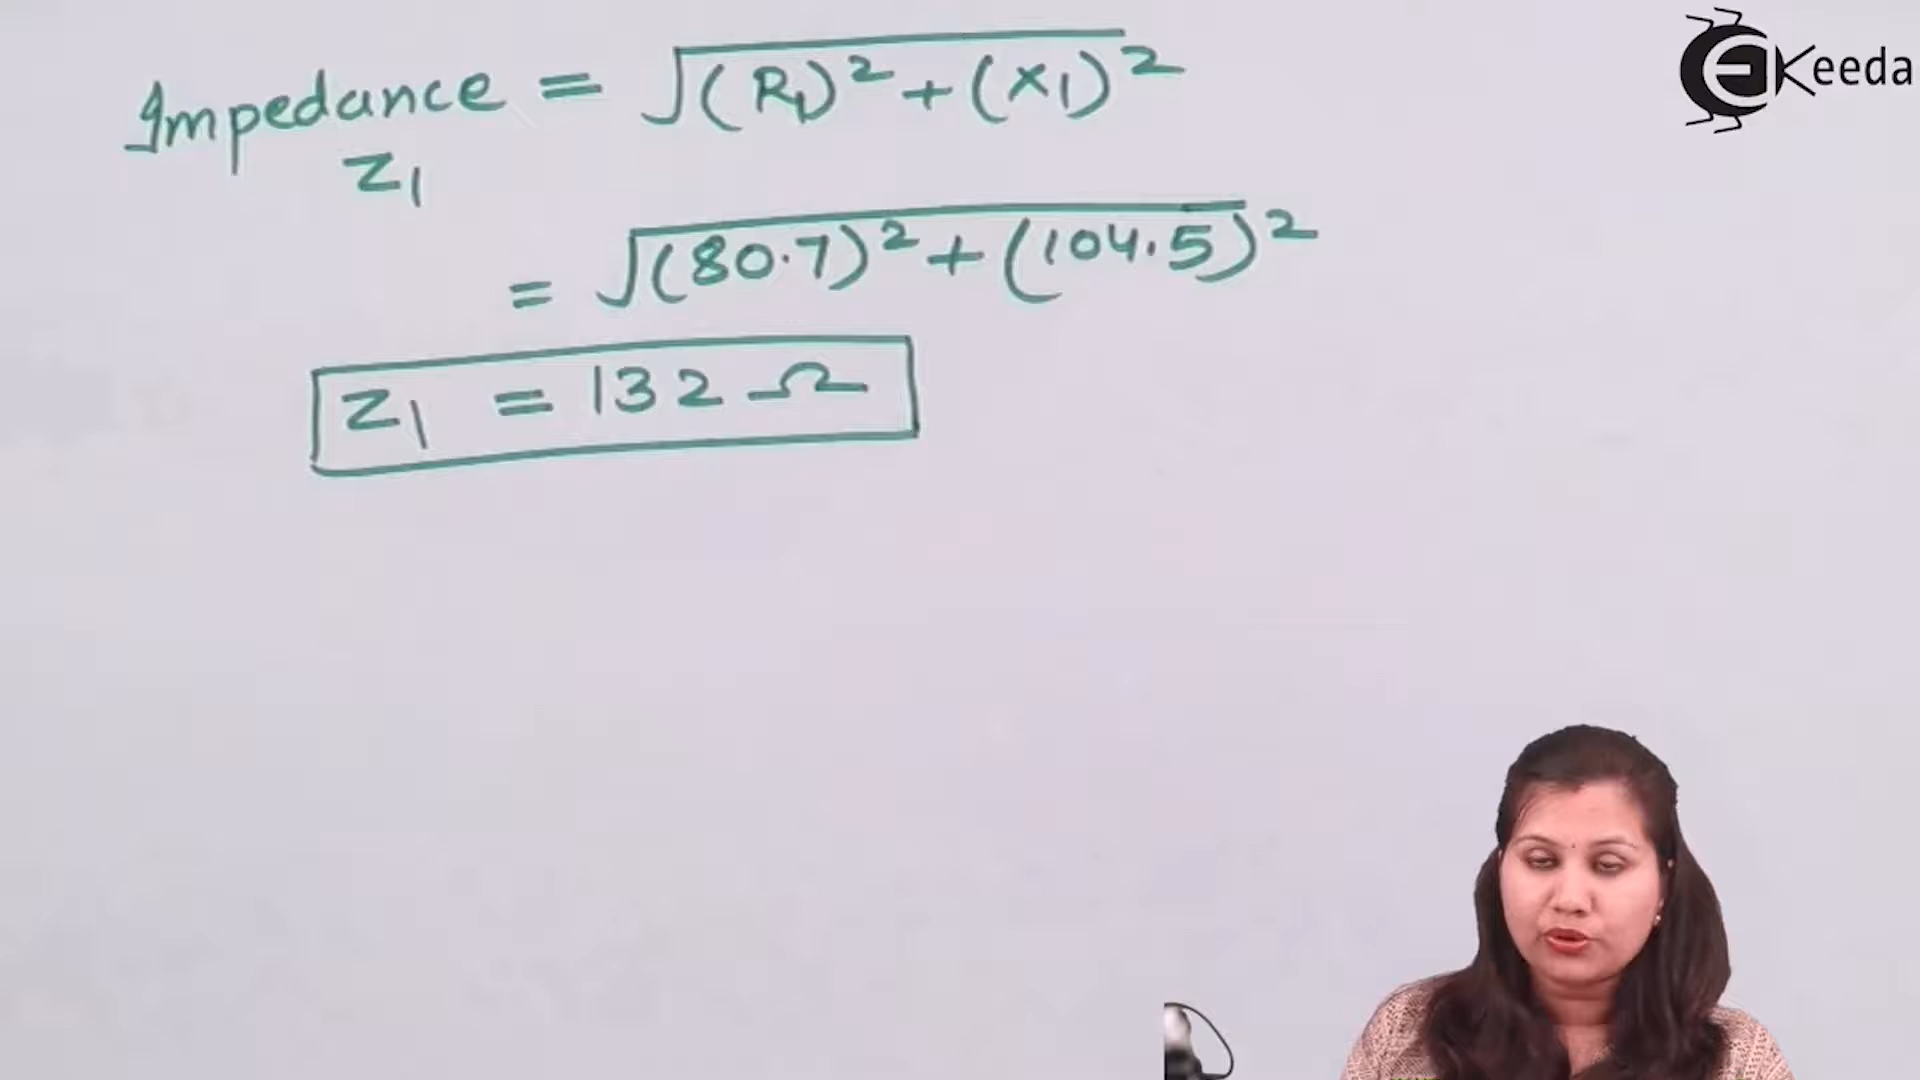 Impedance = √(R1)² + (X1)²
Z1
= √(80.7)² + (104.5)²
Z1 = 132 Ω
EKeeda